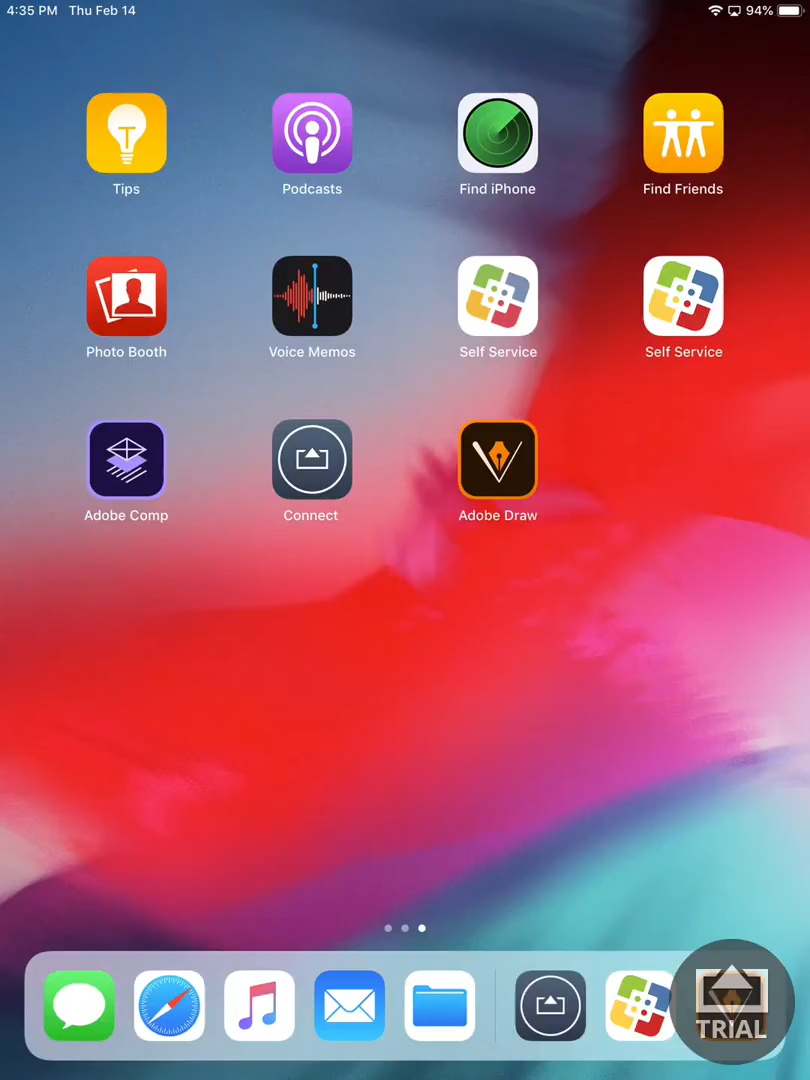 4:35 PM Thu Feb 14
94%
Tips Podcasts Find iPhone Find Friends
Photo Booth Voice Memos Self Service Self Service
Adobe Comp Connect Adobe Draw
TRIAL